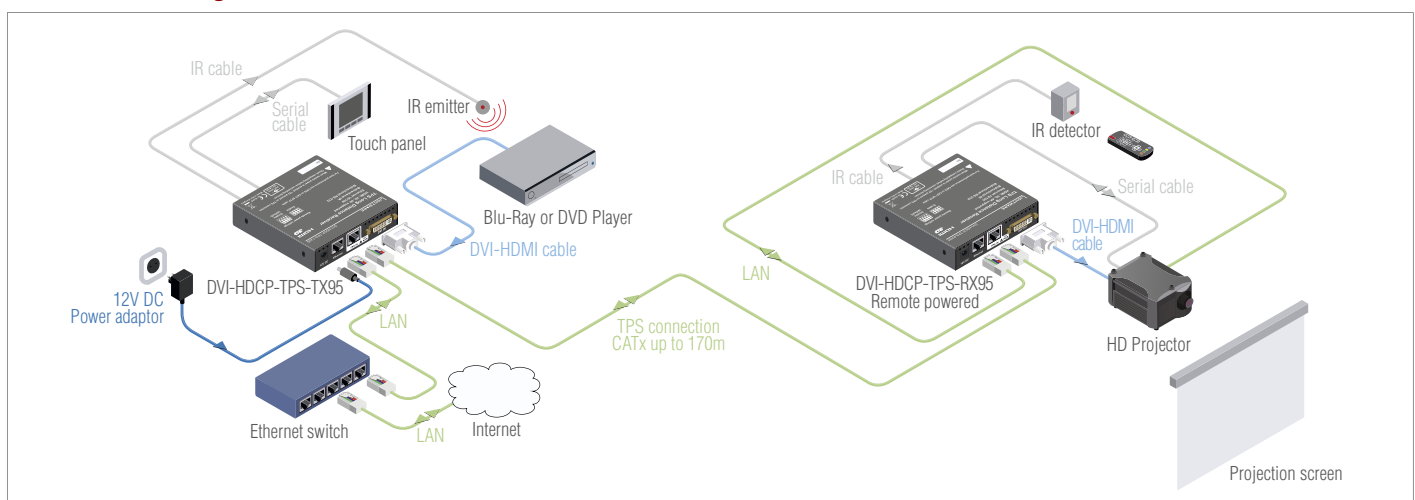 IR cable
Serial
cable
Touch panel
IR emitter
Blu-Ray or DVD Player
DVI-HDMI cable
DVI-HDCP-TPS-TX95
12V DC
Power adaptor
LAN
Ethernet switch
LAN
Internet
TPS connection
CATx up to 170m
LAN
IR cable
IR detector
Serial cable
DVI-HDMI
cable
DVI-HDCP-TPS-RX95
Remote powered
HD Projector
Projection screen